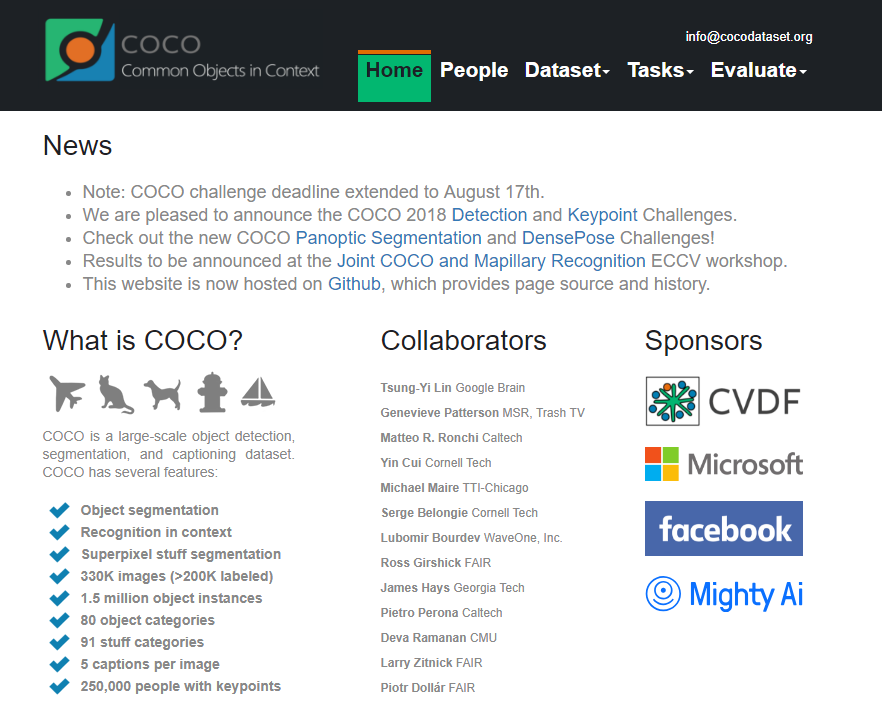 info@cocodataset.org
COCO
Common Objects in Context
Home People Dataset Tasks Evaluate
News
Note: COCO challenge deadline extended to August 17th.
We are pleased to announce the COCO 2018 Detection and Keypoint Challenges.
Check out the new COCO Panoptic Segmentation and DensePose Challenges!
Results to be announced at the Joint COCO and Mapillary Recognition ECCV workshop.
This website is now hosted on Github, which provides page source and history.
What is COCO?
COCO is a large-scale object detection,
segmentation, and captioning dataset.
COCO has several features:
Object segmentation
Recognition in context
Superpixel stuff segmentation
330K images (>200K labeled)
1.5 million object instances
80 object categories
91 stuff categories
5 captions per image
250,000 people with keypoints
Collaborators
Tsung-Yi Lin Google Brain
Genevieve Patterson MSR, Trash TV
Matteo R. Ronchi Caltech
Yin Cui Cornell Tech
Michael Maire TTI-Chicago
Serge Belongie Cornell Tech
Lubomir Bourdev WaveOne, Inc.
Ross Girshick FAIR
James Hays Georgia Tech
Pietro Perona Caltech
Deva Ramanan CMU
Larry Zitnick FAIR
Piotr Dollár FAIR
Sponsors
CVDF
Microsoft
facebook
Mighty Ai